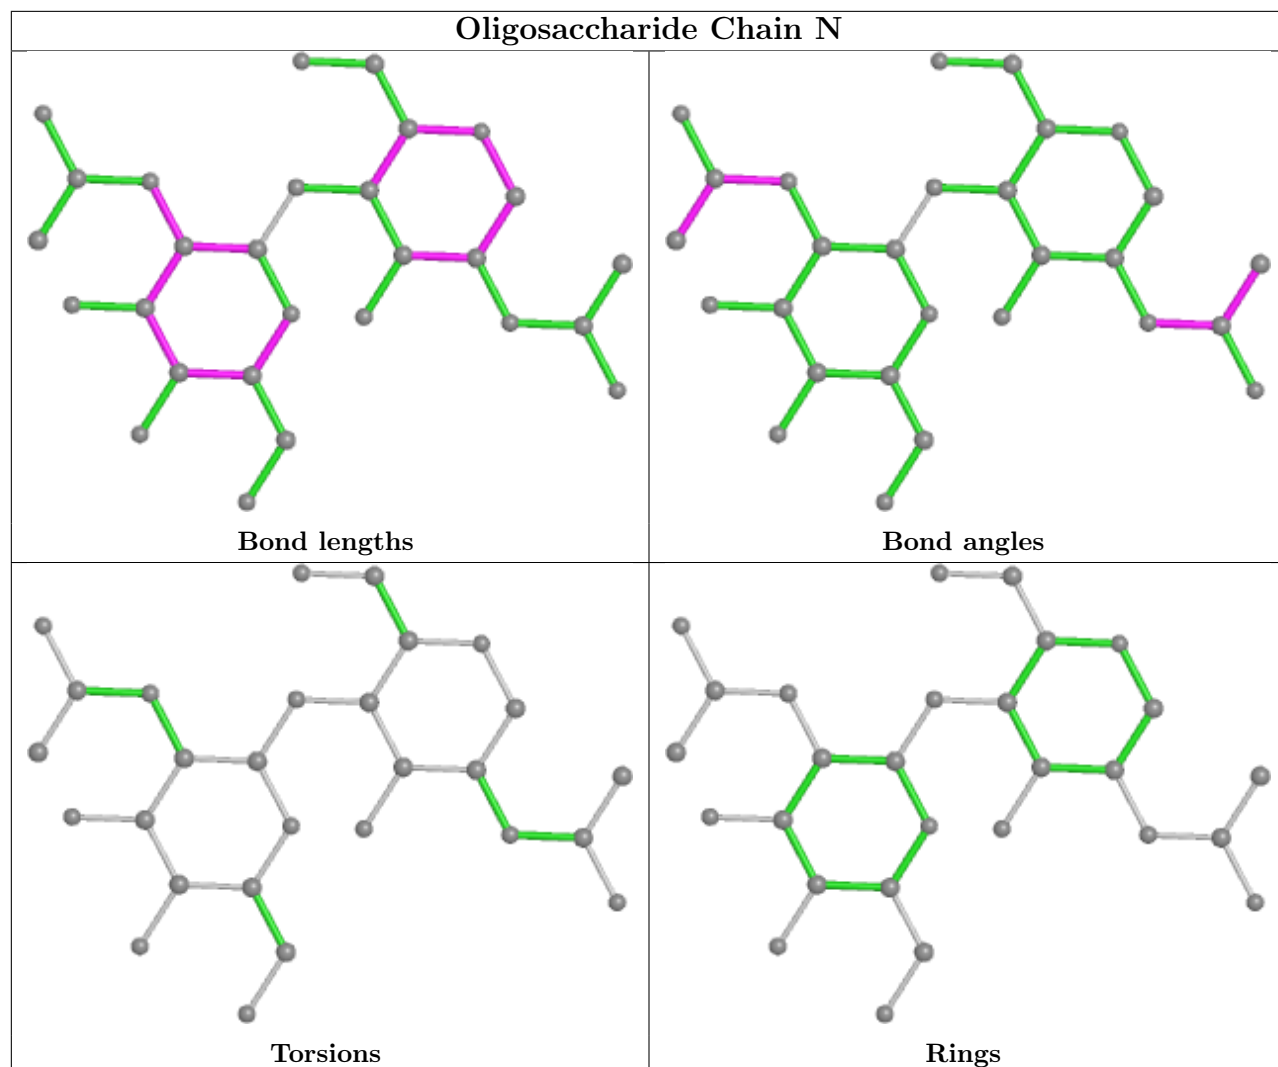 Oligosaccharide Chain N
Bond lengths
Bond angles
Torsions
Rings